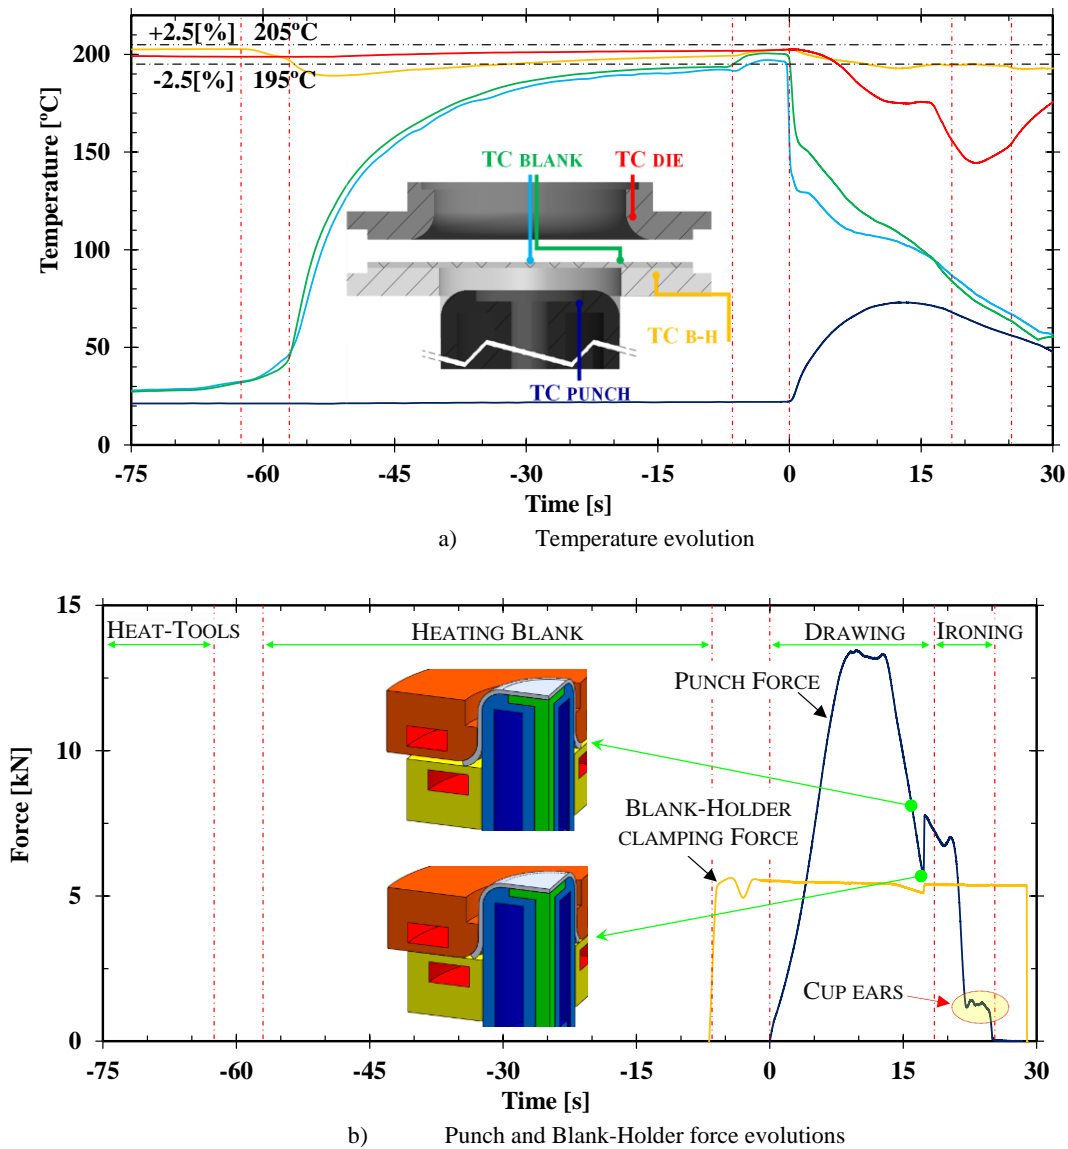 +2.5[%] 205ºC
-2.5[%] 195ºC
200
150
100
50
0
Temperature [ºC]
TC BLANK
TC DIE
TC B-H
TC PUNCH
-75 -60 -45 -30 -15 0 15 30
Time [s]
a) Temperature evolution
15
10
5
0
Force [kN]
HEAT-TOOLS
HEATING BLANK
DRAWING
IRONING
PUNCH FORCE
BLANK-HOLDER
CLAMPING FORCE
CUP EARS
-75 -60 -45 -30 -15 0 15 30
Time [s]
b) Punch and Blank-Holder force evolutions